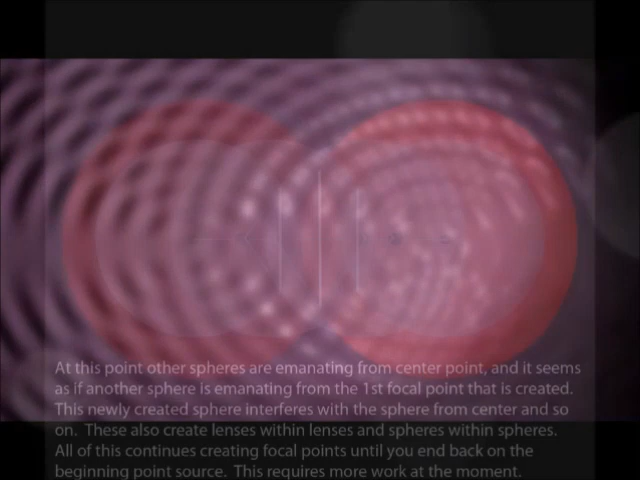 At this point other spheres are emanating from center point, and it seems
as if another sphere is emanating from the 1st focal point that is created.
This newly created sphere interferes with the sphere from center and so
on.  These also create lenses within lenses and spheres within spheres.
All of this continues creating focal points until you end back on the
beginning point source.  This requires more work at the moment.